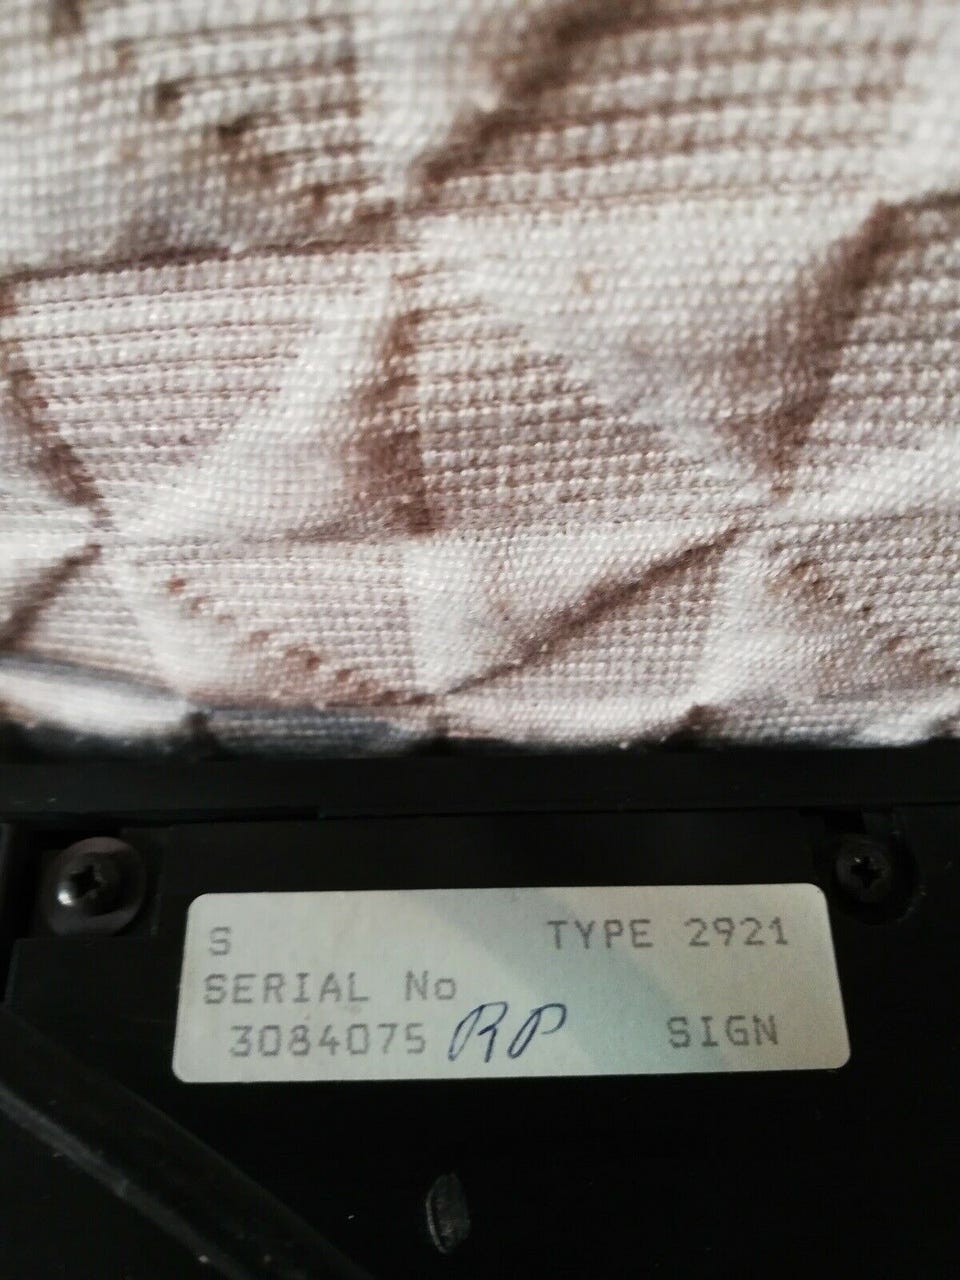 S TYPE 2921
SERIAL No
3084075 RP SIGN